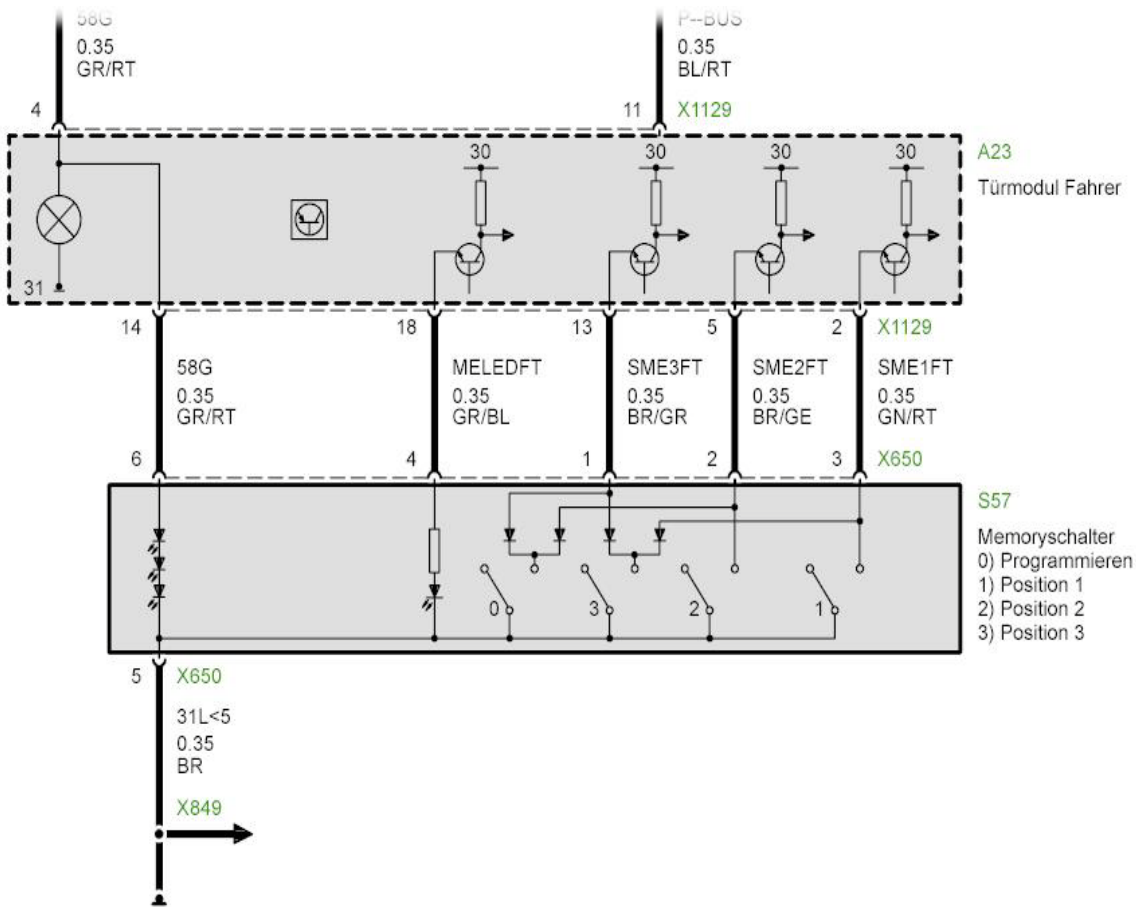 58G
0.35
GR/RT
P--BUS
0.35
BL/RT
4
11
X1129
30
30
30
30
A23
Türmodul Fahrer
31
14
18
13
5
2
X1129
58G
0.35
GR/RT
MELEDFT
0.35
GR/BL
SME3FT
0.35
BR/GR
SME2FT
0.35
BR/GE
SME1FT
0.35
GN/RT
6
4
1
2
3
X650
S57
Memoryschalter
0) Programmieren
1) Position 1
2) Position 2
3) Position 3
0
3
2
1
5
X650
31L<5
0.35
BR
X849